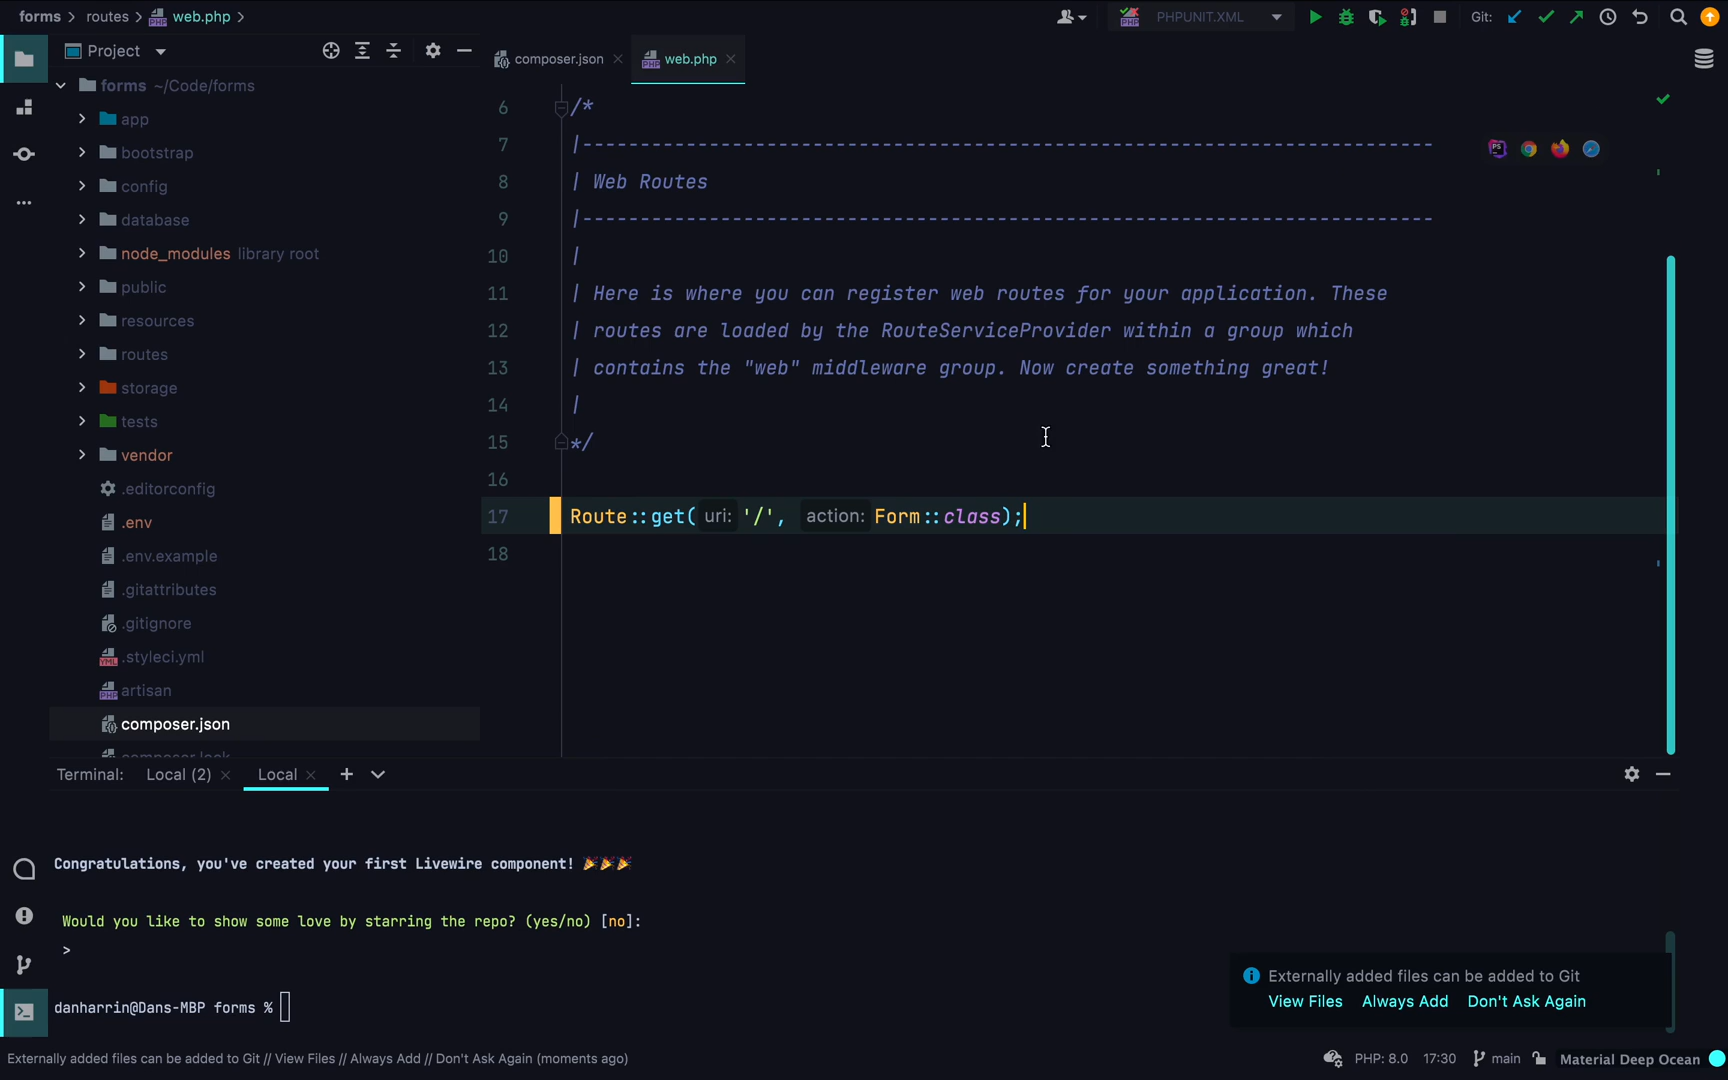 forms
routes
web.php
PHPUNIT.XML
Git:
Project
composer.json
web.php
forms ~/Code/forms
app
bootstrap
config
database
node_modules library root
public
resources
routes
storage
tests
vendor
.editorconfig
.env
.env.example
.gitattributes
.gitignore
.styleci.yml
artisan
composer.json
composer.lock
6 /*
7 |--------------------------------------------------------------------------
8 | Web Routes
9 |--------------------------------------------------------------------------
10 |
11 | Here is where you can register web routes for your application. These
12 | routes are loaded by the RouteServiceProvider within a group which
13 | contains the "web" middleware group. Now create something great!
14 |
15 */
16
17 Route::get( uri: '/', action: Form::class);
18
Terminal: Local (2) Local
Congratulations, you've created your first Livewire component! 🎉🎉🎉
Would you like to show some love by starring the repo? (yes/no) [no]:
>
danharrin@Dans-MBP forms %
Externally added files can be added to Git
View Files Always Add Don't Ask Again
Externally added files can be added to Git // View Files // Always Add // Don't Ask Again (moments ago)
PHP: 8.0 17:30 main Material Deep Ocean